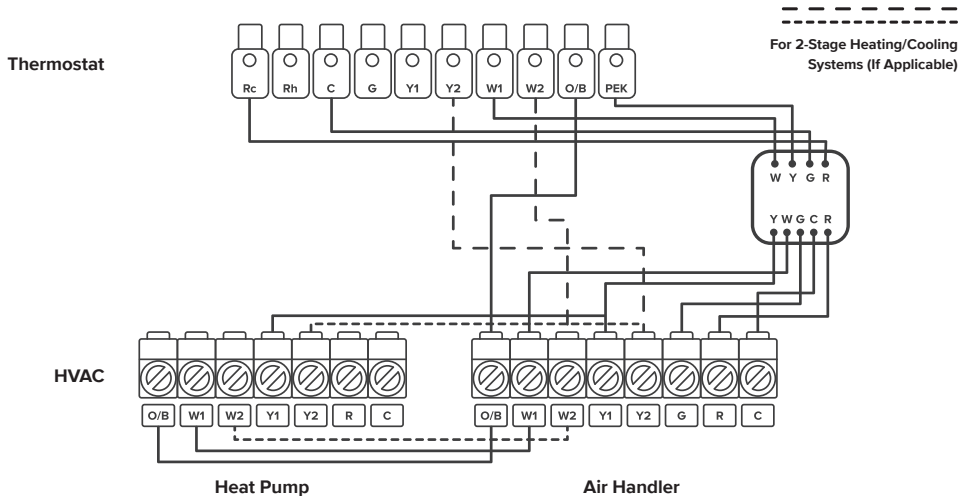 For 2-Stage Heating/Cooling
Systems (If Applicable)
Thermostat
Rc Rh C G Y1 Y2 W1 W2 O/B PEK
W Y G R
Y W G C R
HVAC
O/B W1 W2 Y1 Y2 R C
O/B W1 W2 Y1 Y2 G R C
Heat Pump
Air Handler